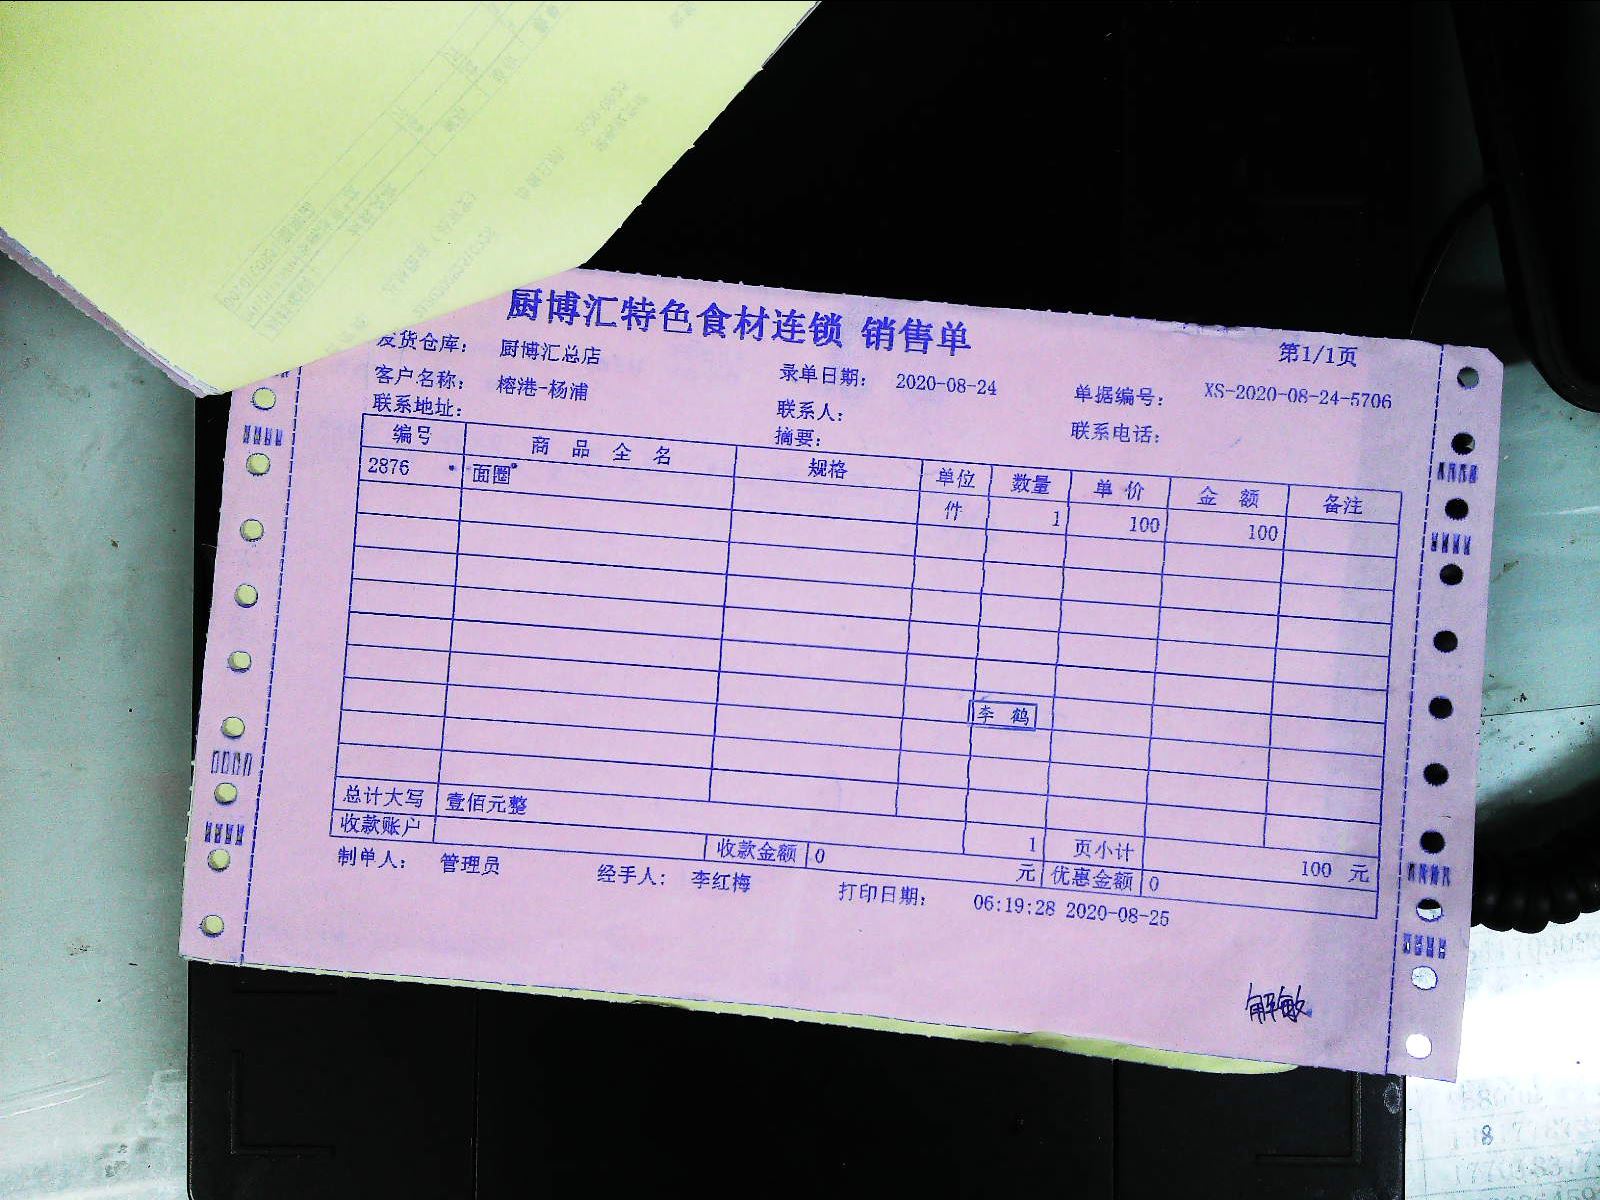 厨博汇特色食材连锁 销售单
第1/1页
发货仓库： 厨博汇总店
录单日期： 2020-08-24
单据编号： XS-2020-08-24-5706
客户名称： 榕港-杨浦
联系人：
联系电话：
联系地址：
摘要：
编号 商 品 全 名 规格 单位 数量 单 价 金 额 备注
2876 面圈 件 1 100 100
李 鹤
总计大写 壹佰元整 1 页小计 100 元
收款账户 收款金额 0 元 优惠金额 0
制单人： 管理员 经手人： 李红梅 打印日期： 06:19:28 2020-08-25
解敏